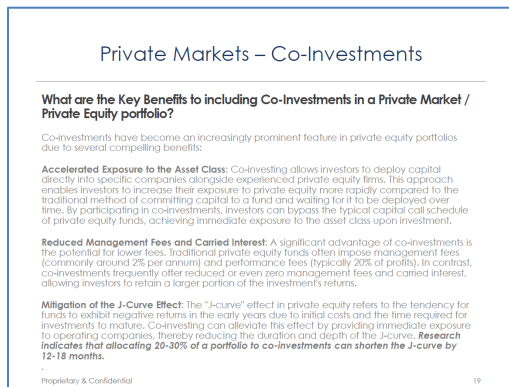 Private Markets – Co-Investments
What are the Key Benefits to including Co-Investments in a Private Market /
Private Equity portfolio?
Co-investments have become an increasingly prominent feature in private equity portfolios
due to several compelling benefits:
Accelerated Exposure to the Asset Class: Co-investing allows investors to deploy capital
directly into specific companies alongside experienced private equity firms. This approach
enables investors to increase their exposure to private equity more rapidly compared to the
traditional method of committing capital to a fund and waiting for it to be deployed over
time. By participating in co-investments, investors can bypass the typical capital call schedule
of private equity funds, achieving immediate exposure to the asset class upon investment.
Reduced Management Fees and Carried Interest: A significant advantage of co-investments is
the potential for lower fees. Traditional private equity funds often impose management fees
(commonly around 2% per annum) and performance fees (typically 20% of profits). In contrast,
co-investments frequently offer reduced or even zero management fees and carried interest,
allowing investors to retain a larger portion of the investment's returns.
Mitigation of the J-Curve Effect: The "J-curve" effect in private equity refers to the tendency for
funds to exhibit negative returns in the early years due to initial costs and the time required for
investments to mature. Co-investing can alleviate this effect by providing immediate exposure
to operating companies, thereby reducing the duration and depth of the J-curve. Research
indicates that allocating 20-30% of a portfolio to co-investments can shorten the J-curve by
12-18 months.
.
Proprietary & Confidential
19